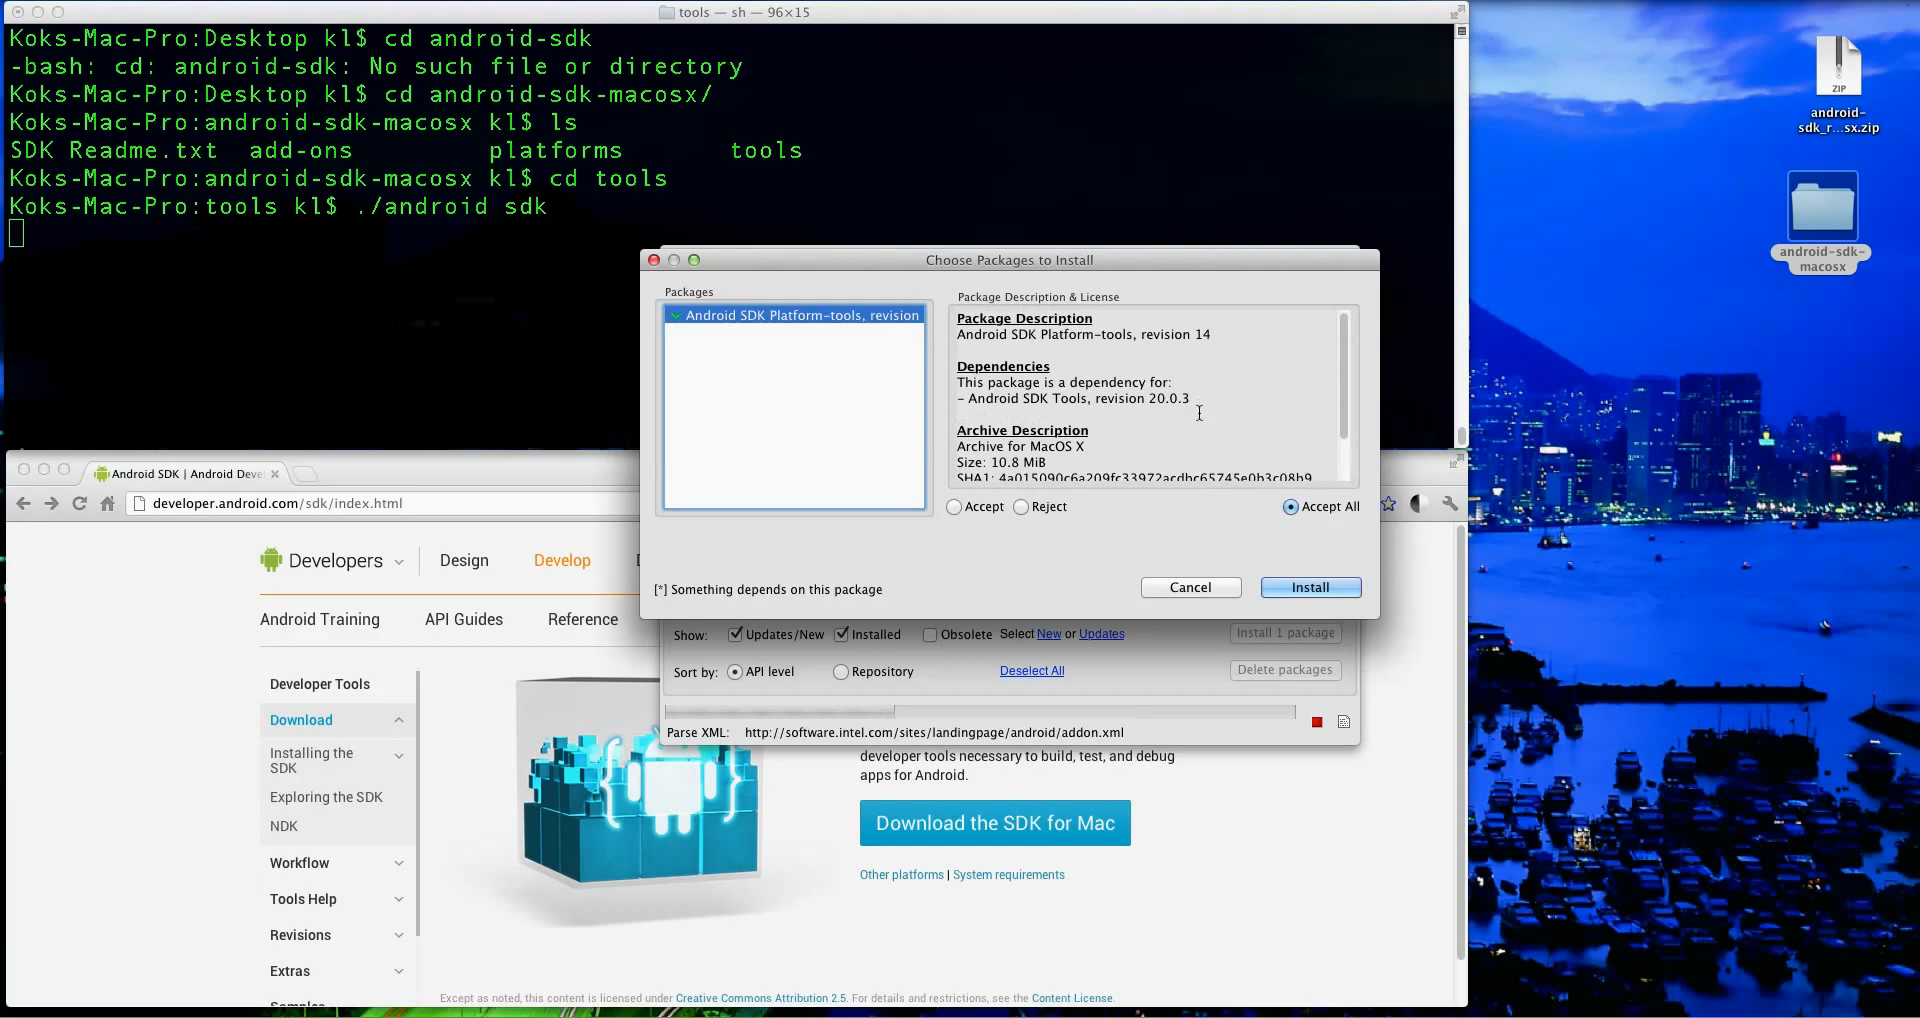 tools — sh — 96×15
Koks-Mac-Pro:Desktop kl$ cd android-sdk
-bash: cd: android-sdk: No such file or directory
Koks-Mac-Pro:Desktop kl$ cd android-sdk-macosx/
Koks-Mac-Pro:android-sdk-macosx kl$ ls
SDK Readme.txt add-ons platforms tools
Koks-Mac-Pro:android-sdk-macosx kl$ cd tools
Koks-Mac-Pro:tools kl$ ./android sdk
ZIP
android-
sdk_r...sx.zip
android-sdk-
macosx
Choose Packages to Install
Packages
Android SDK Platform-tools, revision
Package Description & License
Package Description
Android SDK Platform-tools, revision 14
Dependencies
This package is a dependency for:
- Android SDK Tools, revision 20.0.3
Archive Description
Archive for MacOS X
Size: 10.8 MiB
SHA1: 4a015090c6a209fc33972acdbc65745e0b3c08b9
Accept Reject Accept All
[*] Something depends on this package
Cancel Install
Show: Updates/New Installed Obsolete Select New or Updates Install 1 package
Sort by: API level Repository Deselect All Delete packages
Parse XML: http://software.intel.com/sites/landingpage/android/addon.xml
Android SDK | Android Deve
developer.android.com/sdk/index.html
Developers Design Develop
Android Training API Guides Reference
Developer Tools
Download
Installing the
SDK
Exploring the SDK
NDK
Workflow
Tools Help
Revisions
Extras
Samples
developer tools necessary to build, test, and debug
apps for Android.
Download the SDK for Mac
Other platforms | System requirements
Except as noted, this content is licensed under Creative Commons Attribution 2.5. For details and restrictions, see the Content License.